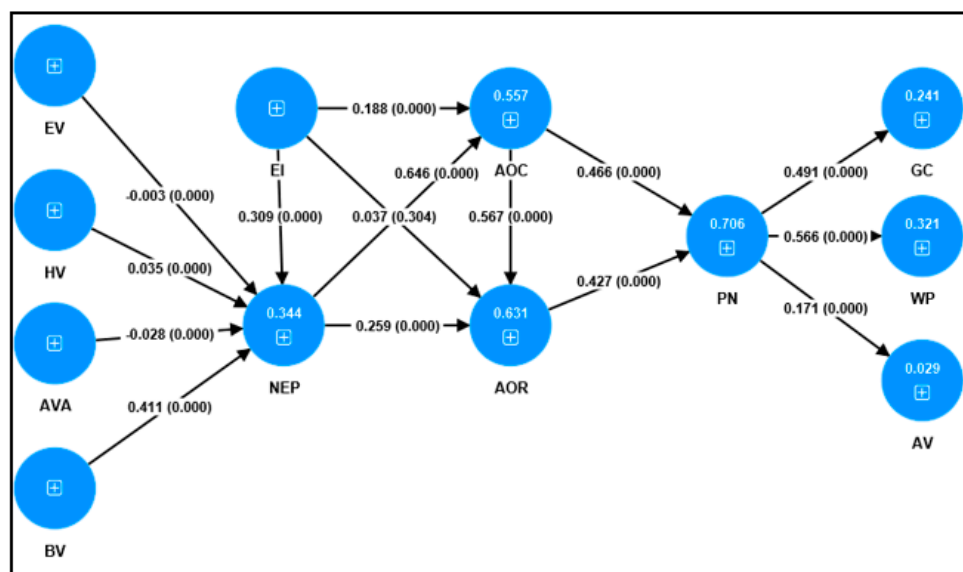 EV
-0.003 (0.000)
HV
0.035 (0.000)
AVA
-0.028 (0.000)
BV
0.411 (0.000)
EI
0.188 (0.000)
0.309 (0.000)
0.037 (0.304)
0.344
NEP
0.646 (0.000)
0.259 (0.000)
0.557
AOC
0.567 (0.000)
0.466 (0.000)
0.631
AOR
0.427 (0.000)
0.706
PN
0.491 (0.000)
0.566 (0.000)
0.171 (0.000)
0.241
GC
0.321
WP
0.029
AV